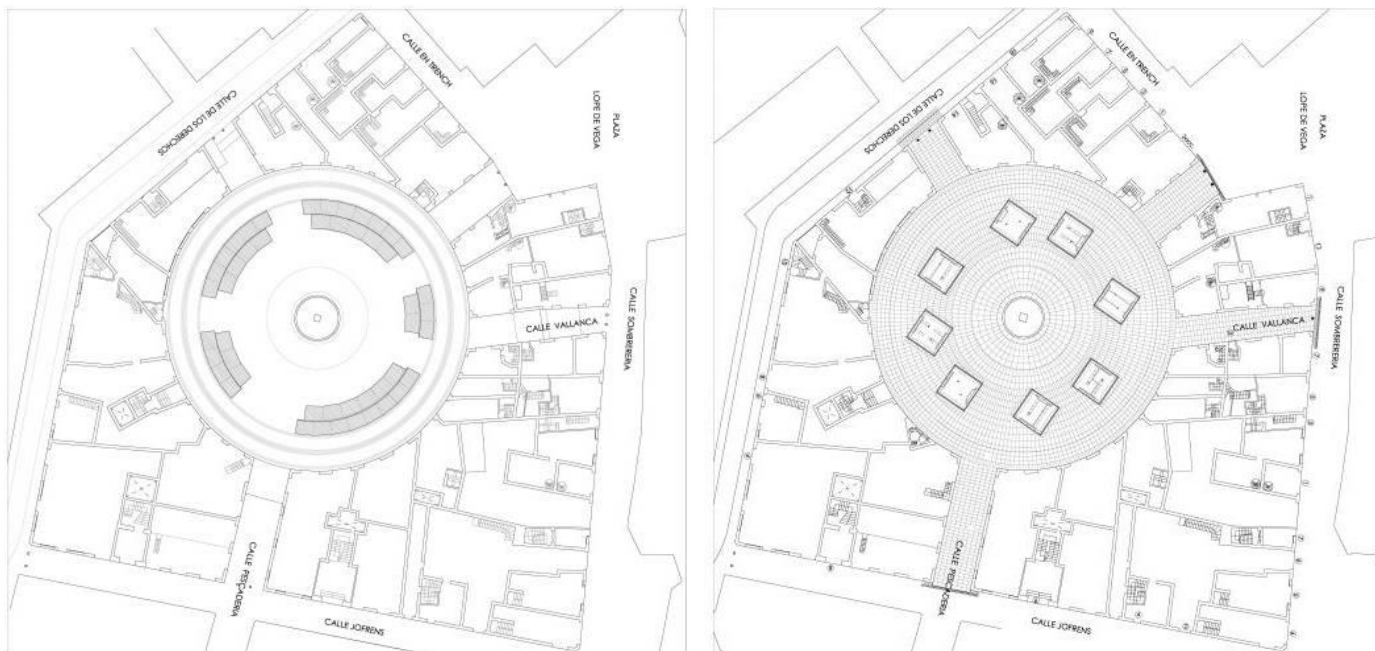 CALLE EN TRENCH
CALLE DE LOS DERECHOS
PLAZA
LOPE DE VEGA
CALLE SOMBRERERIA
CALLE VALLANCA
CALLE PESCADERIA
CALLE JOFRENS
CALLE EN TRENCH
CALLE DE LOS DERECHOS
PLAZA
LOPE DE VEGA
CALLE SOMBRERERIA
CALLE VALLANCA
CALLE PESCADERIA
CALLE JOFRENS